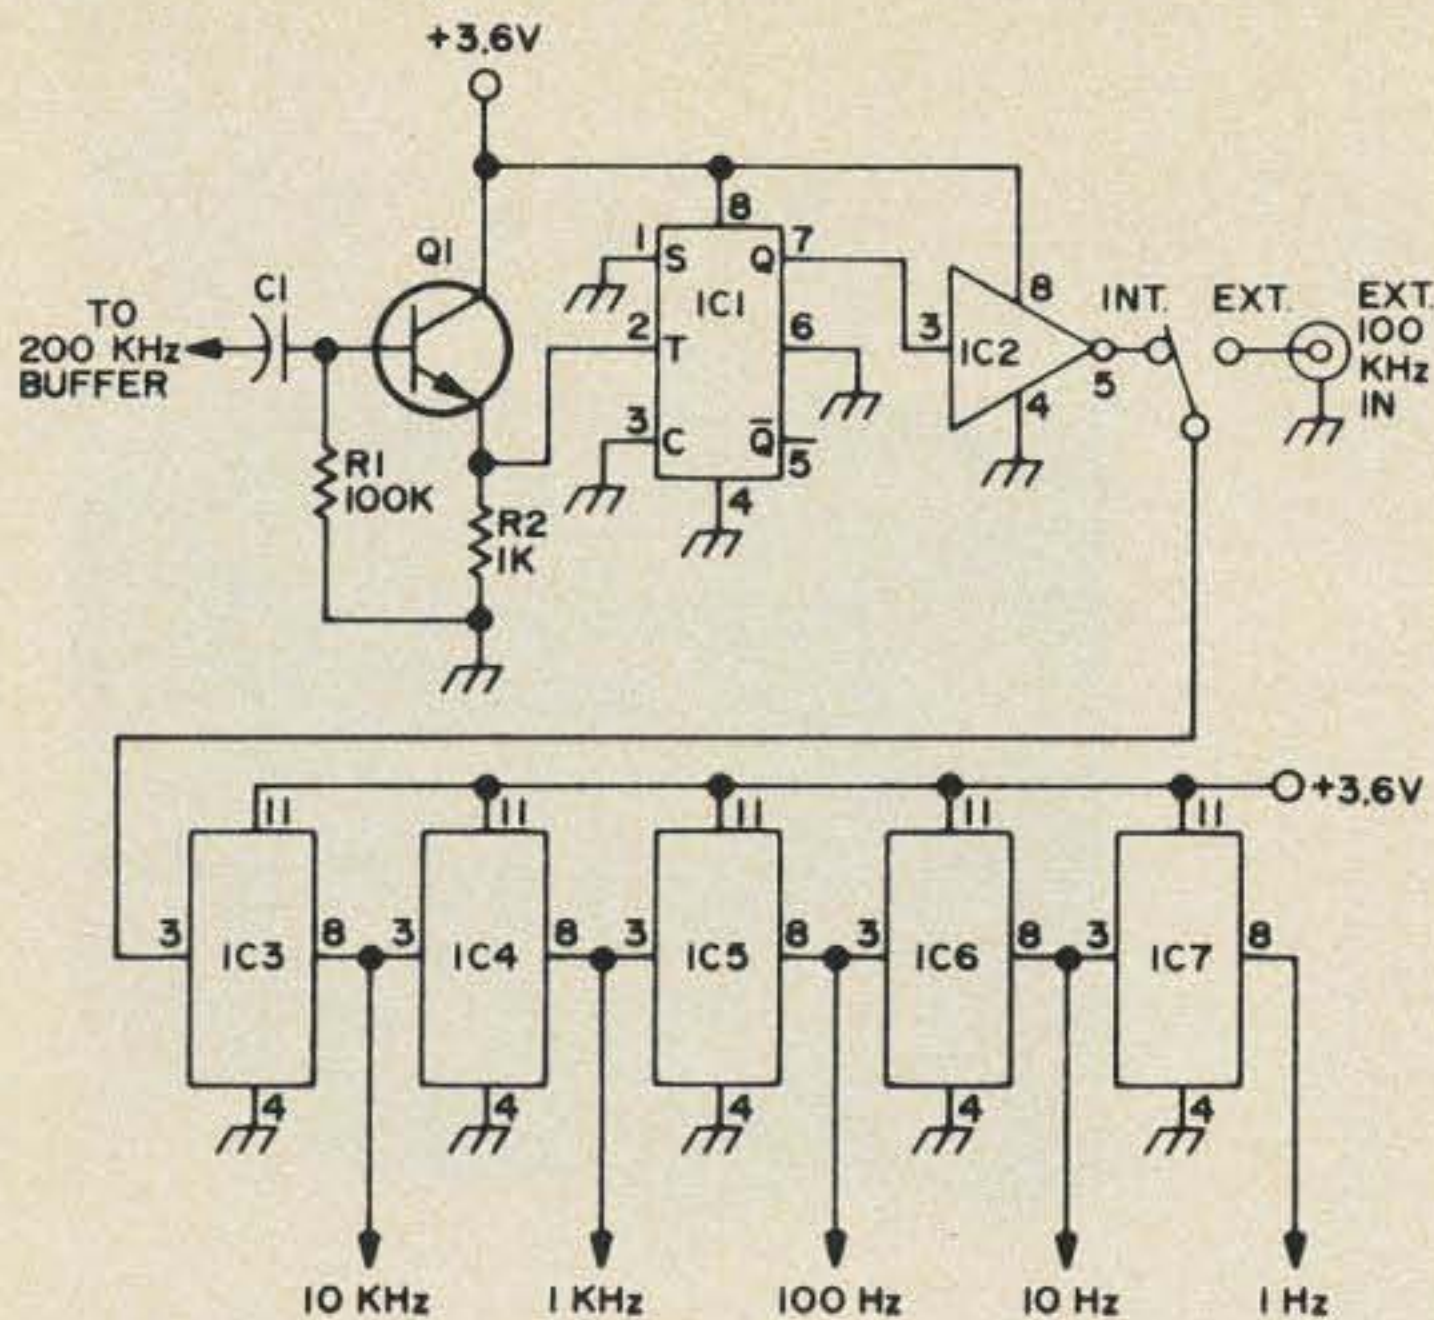 +3.6V
Q1
C1
TO
200 KHz
BUFFER
R1
100K
R2
1K
8
1
S
Q
7
IC1
2
T
6
3
C
Q̅
5
4
3
IC2
8
4
5
INT.
EXT.
EXT.
100
KHz
IN
+3.6V
11
11
11
11
11
3
IC3
8
3
IC4
8
3
IC5
8
3
IC6
8
3
IC7
8
4
4
4
4
4
10 KHz
1 KHz
100 Hz
10 Hz
1 Hz